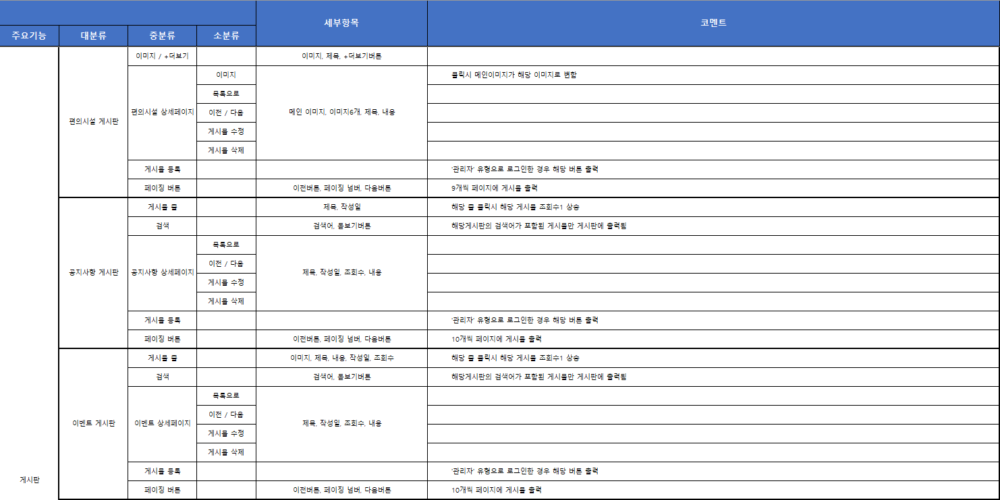 세부항목 코멘트
주요기능 대분류 중분류 소분류
이미지 / +더보기 이미지, 제목, +더보기버튼
이미지 클릭시 메인이미지가 해당 이미지로 변함
목록으로
편의시설 게시판 편의시설 상세페이지 이전 / 다음 메인 이미지, 이미지6개, 제목, 내용
게시물 수정
게시물 삭제
게시물 등록 '관리자' 유형으로 로그인한 경우 해당 버튼 출력
페이징 버튼 이전버튼, 페이징 넘버, 다음버튼 9개씩 페이지에 게시물 출력
게시물 줄 제목, 작성일 해당 줄 클릭시 해당 게시물 조회수1 상승
검색 검색어, 돋보기버튼 해당게시판의 검색어가 포함된 게시물만 게시판에 출력됨
목록으로
이전 / 다음
공지사항 게시판 공지사항 상세페이지 제목, 작성일, 조회수, 내용
게시물 수정
게시물 삭제
게시물 등록 '관리자' 유형으로 로그인한 경우 해당 버튼 출력
페이징 버튼 이전버튼, 페이징 넘버, 다음버튼 10개씩 페이지에 게시물 출력
게시물 줄 이미지, 제목, 내용, 작성일, 조회수 해당 줄 클릭시 해당 게시물 조회수1 상승
검색 검색어, 돋보기버튼 해당게시판의 검색어가 포함된 게시물만 게시판에 출력됨
목록으로
이전 / 다음
이벤트 게시판 이벤트 상세페이지 제목, 작성일, 조회수, 내용
게시물 수정
게시물 삭제
게시물 등록 '관리자' 유형으로 로그인한 경우 해당 버튼 출력
게시판
페이징 버튼 이전버튼, 페이징 넘버, 다음버튼 10개씩 페이지에 게시물 출력